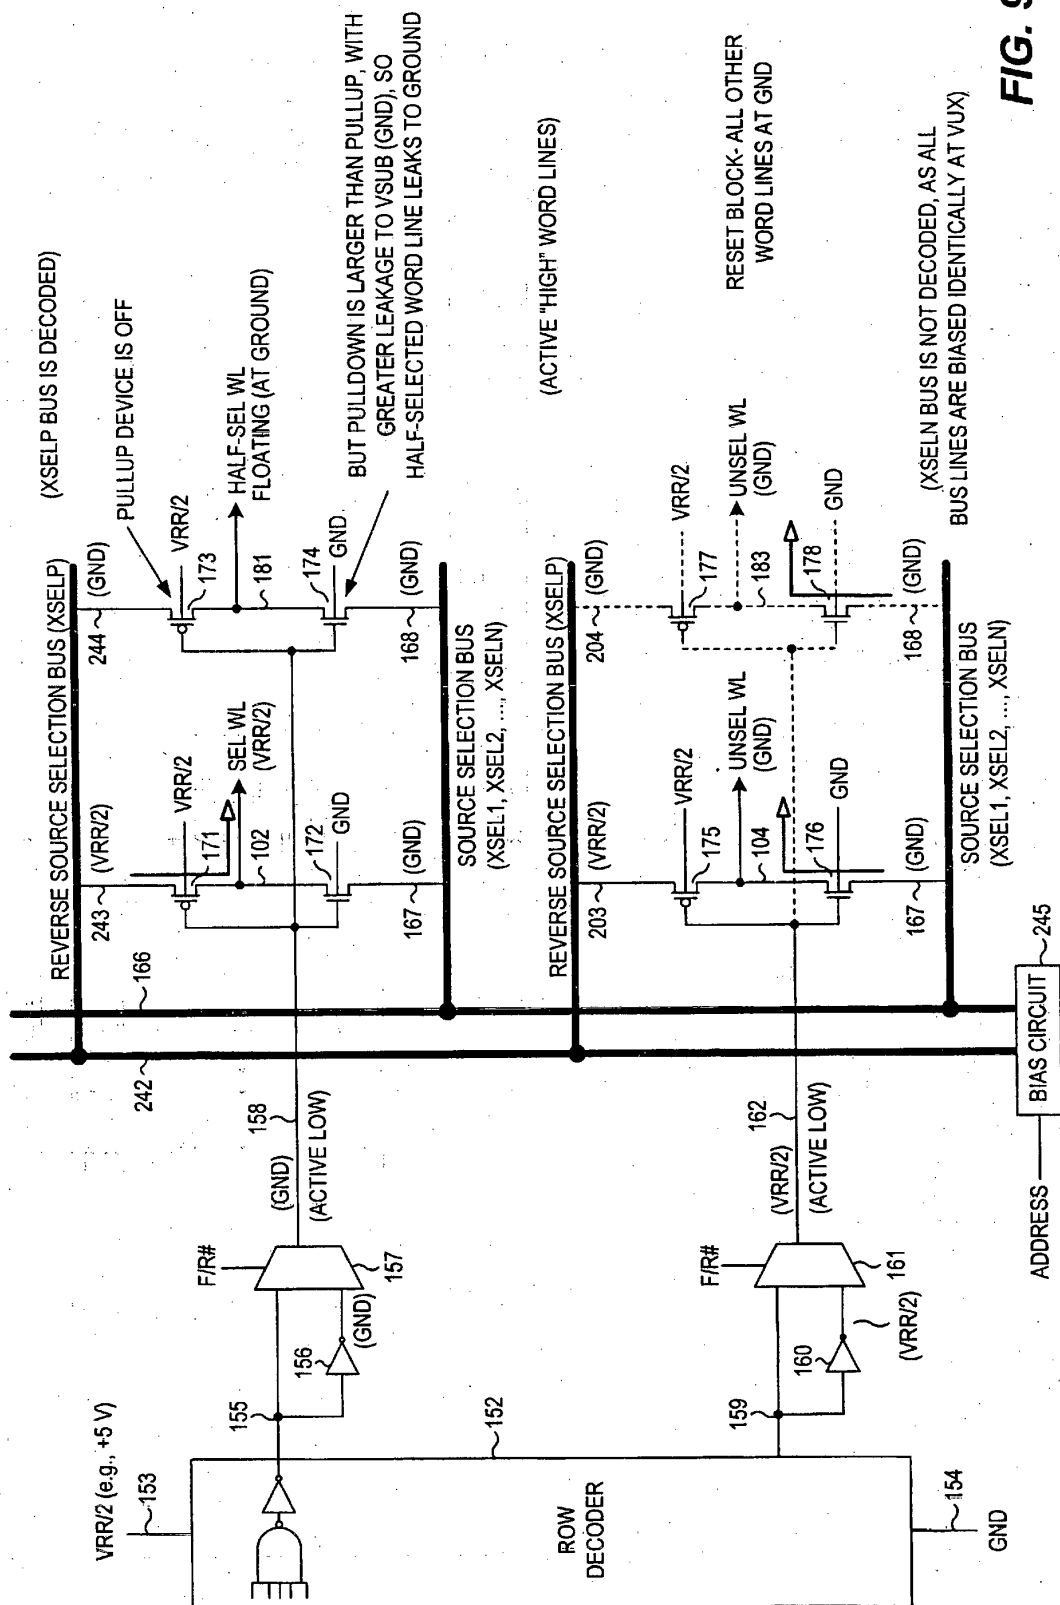 VRR/2 (e.g., +5 V)
153
ROW
DECODER
152
154
GND
155
156
(GND)
F/R#
157
(GND)
158
(ACTIVE LOW)
159
160
(VRR/2)
F/R#
161
(VRR/2)
162
(ACTIVE LOW)
242
166
ADDRESS
BIAS CIRCUIT
245
REVERSE SOURCE SELECTION BUS (XSELP)
(XSELP BUS IS DECODED)
243
(VRR/2)
VRR/2
171
SEL WL
(VRR/2)
102
172
GND
167
(GND)
244
(GND)
PULLUP DEVICE IS OFF
VRR/2
173
HALF-SEL WL
FLOATING (AT GROUND)
181
174
GND
168
(GND)
BUT PULLDOWN IS LARGER THAN PULLUP, WITH
GREATER LEAKAGE TO VSUB (GND), SO
HALF-SELECTED WORD LINE LEAKS TO GROUND
SOURCE SELECTION BUS
(XSEL1, XSEL2, ..., XSELN)
(ACTIVE "HIGH" WORD LINES)
REVERSE SOURCE SELECTION BUS (XSELP)
203
(VRR/2)
VRR/2
175
UNSEL WL
(GND)
104
176
GND
167
(GND)
204
(GND)
VRR/2
177
UNSEL WL
(GND)
183
178
GND
168
(GND)
RESET BLOCK- ALL OTHER
WORD LINES AT GND
SOURCE SELECTION BUS
(XSEL1, XSEL2, ..., XSELN)
(XSELN BUS IS NOT DECODED, AS ALL
BUS LINES ARE BIASED IDENTICALLY AT VUX)
FIG. 9